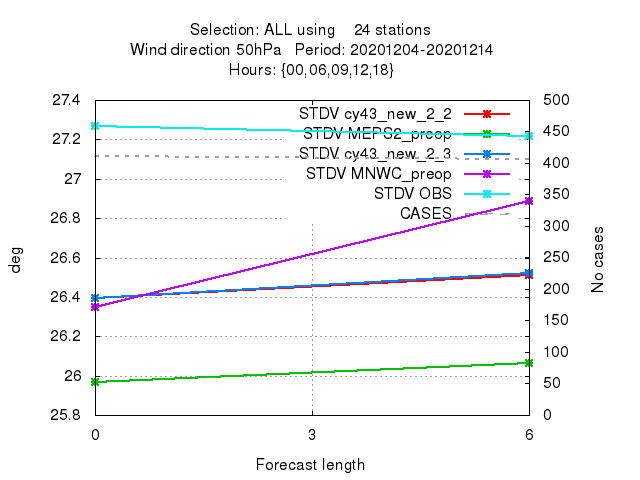 Selection: ALL using 24 stations
Wind direction 50hPa Period: 20201204-20201214
Hours: {00,06,09,12,18}
27.4
27.2
27
26.8
26.6
26.4
26.2
26
25.8
deg
STDV cy43_new_2_2
STDV MEPS2_preop
STDV cy43_new_2_3
STDV MNWC_preop
STDV OBS
CASES
500
450
400
350
300
250
200
150
100
50
0
No cases
0 3 6
Forecast length